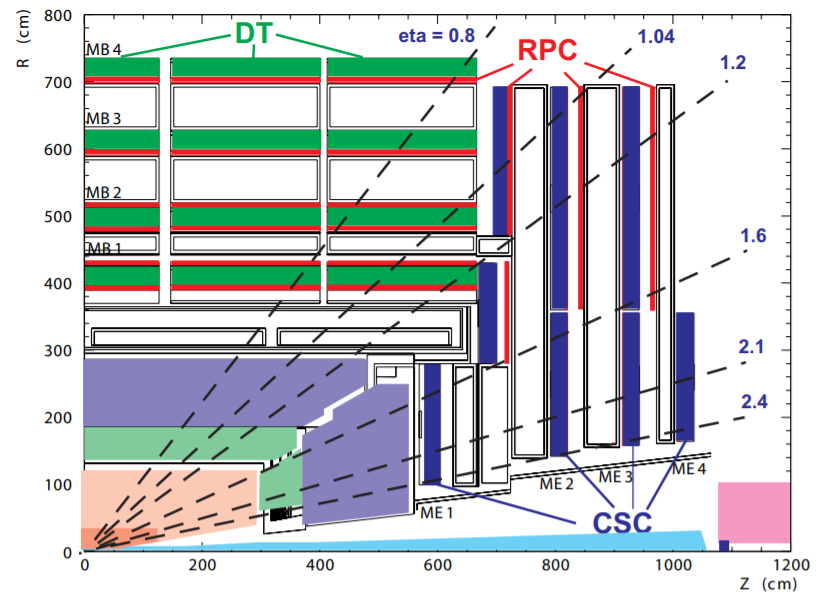 800
R (cm)
700
600
500
400
300
200
100
0
MB 4
MB 3
MB 2
MB 1
DT
eta = 0.8
RPC
1.04
1.2
1.6
2.1
2.4
ME 1
ME 2
ME 3
ME 4
CSC
0
200
400
600
800
1000
1200
Z (cm)